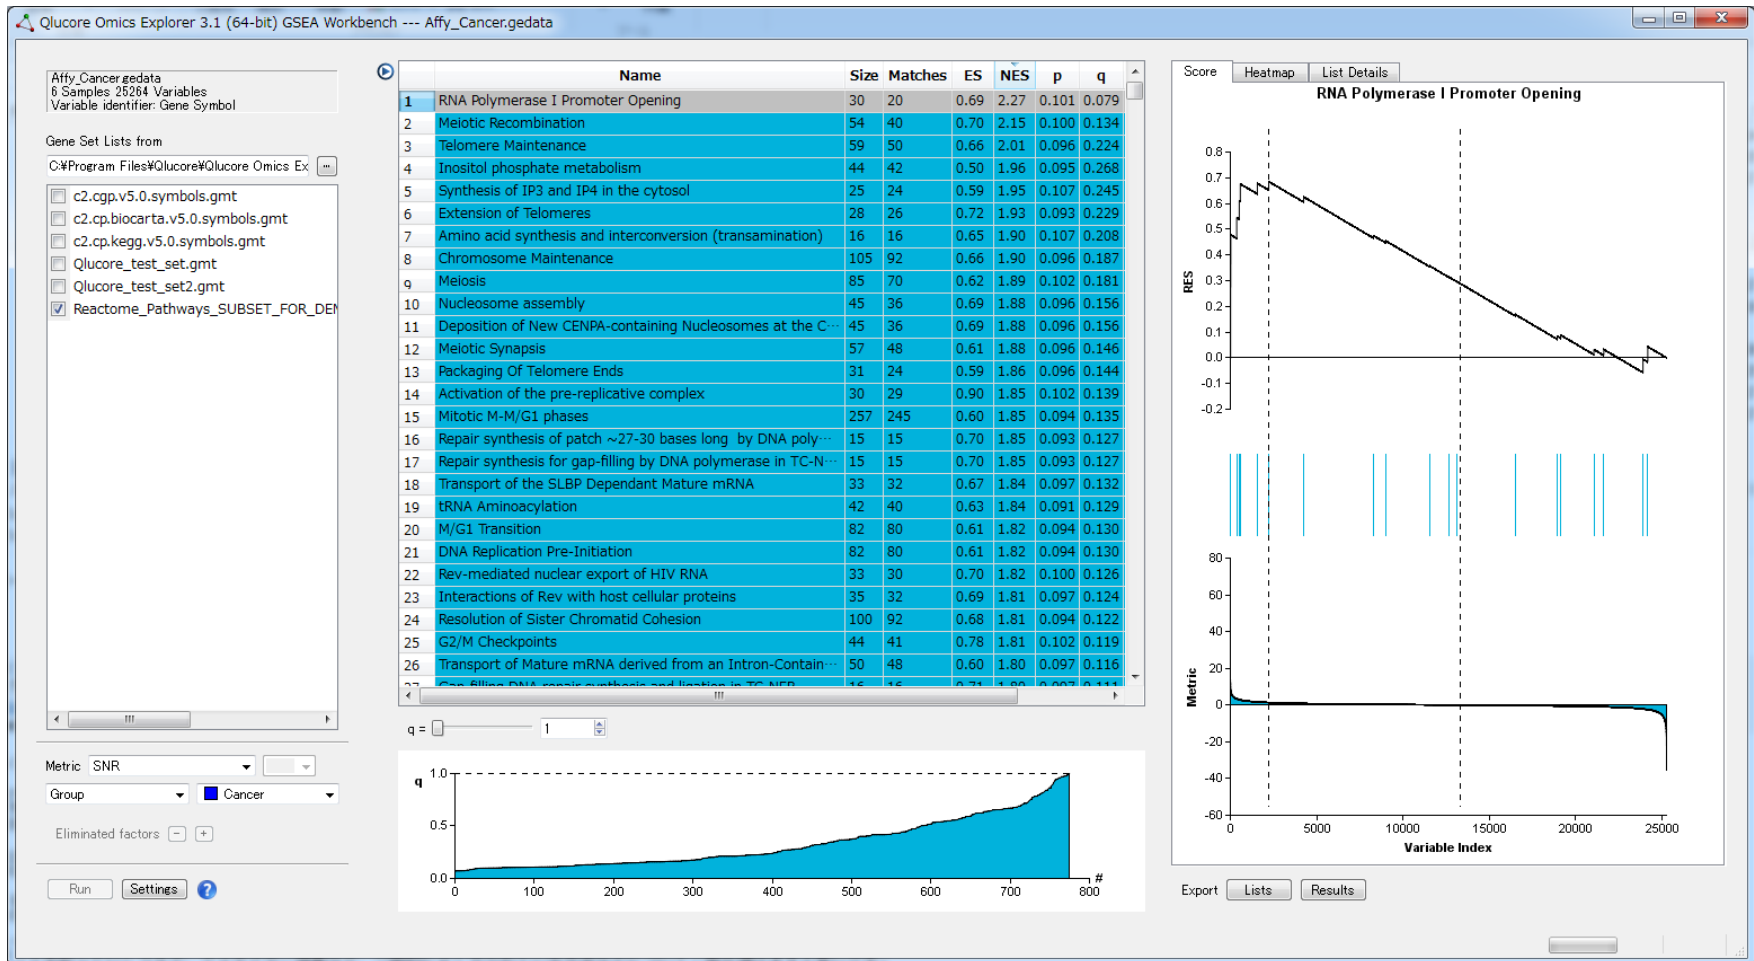 Qlucore Omics Explorer 3.1 (64-bit) GSEA Workbench --- Affy_Cancer.gedata
Affy_Cancer.gedata
6 Samples 25264 Variables
Variable identifier: Gene Symbol
Gene Set Lists from
C:¥Program Files¥Qlucore¥Qlucore Omics Ex ...
c2.cgp.v5.0.symbols.gmt
c2.cp.biocarta.v5.0.symbols.gmt
c2.cp.kegg.v5.0.symbols.gmt
Qlucore_test_set.gmt
Qlucore_test_set2.gmt
Reactome_Pathways_SUBSET_FOR_DEM
Metric SNR
Group Cancer
Eliminated factors - +
Run Settings ?
Name Size Matches ES NES p q
1 RNA Polymerase I Promoter Opening 30 20 0.69 2.27 0.101 0.079
2 Meiotic Recombination 54 40 0.70 2.15 0.100 0.134
3 Telomere Maintenance 59 50 0.66 2.01 0.096 0.224
4 Inositol phosphate metabolism 44 42 0.50 1.96 0.095 0.268
5 Synthesis of IP3 and IP4 in the cytosol 25 24 0.59 1.95 0.107 0.245
6 Extension of Telomeres 28 26 0.72 1.93 0.093 0.229
7 Amino acid synthesis and interconversion (transamination) 16 16 0.65 1.90 0.107 0.208
8 Chromosome Maintenance 105 92 0.66 1.90 0.096 0.187
9 Meiosis 85 70 0.62 1.89 0.102 0.181
10 Nucleosome assembly 45 36 0.69 1.88 0.096 0.156
11 Deposition of New CENPA-containing Nucleosomes at the C··· 45 36 0.69 1.88 0.096 0.156
12 Meiotic Synapsis 57 48 0.61 1.88 0.096 0.146
13 Packaging Of Telomere Ends 31 24 0.59 1.86 0.096 0.144
14 Activation of the pre-replicative complex 30 29 0.90 1.85 0.102 0.139
15 Mitotic M-M/G1 phases 257 245 0.60 1.85 0.094 0.135
16 Repair synthesis of patch ~27-30 bases long by DNA poly··· 15 15 0.70 1.85 0.093 0.127
17 Repair synthesis for gap-filling by DNA polymerase in TC-N··· 15 15 0.70 1.85 0.093 0.127
18 Transport of the SLBP Dependant Mature mRNA 33 32 0.67 1.84 0.097 0.132
19 tRNA Aminoacylation 42 40 0.63 1.84 0.091 0.129
20 M/G1 Transition 82 80 0.61 1.82 0.094 0.130
21 DNA Replication Pre-Initiation 82 80 0.61 1.82 0.094 0.130
22 Rev-mediated nuclear export of HIV RNA 33 30 0.70 1.82 0.100 0.126
23 Interactions of Rev with host cellular proteins 35 32 0.69 1.81 0.097 0.124
24 Resolution of Sister Chromatid Cohesion 100 92 0.68 1.81 0.094 0.122
25 G2/M Checkpoints 44 41 0.78 1.81 0.102 0.119
26 Transport of Mature mRNA derived from an Intron-Contain··· 50 48 0.60 1.80 0.097 0.116
27 Gap-filling DNA repair synthesis and ligation in TC-NER 16 16 0.71 1.80 0.097 0.111
q = 1
q
1.0
0.5
0.0
0 100 200 300 400 500 600 700 800 #
Score Heatmap List Details
RNA Polymerase I Promoter Opening
0.8
0.7
0.6
0.5
0.4
RES 0.3
0.2
0.1
0.0
-0.1
-0.2
80
60
40
20
Metric 0
-20
-40
-60
0 5000 10000 15000 20000 25000
Variable Index
Export Lists Results